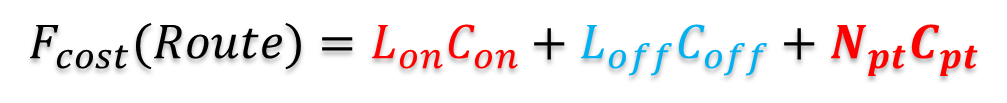 F_cost(Route) = L_on C_on + L_off C_off + N_pt C_pt